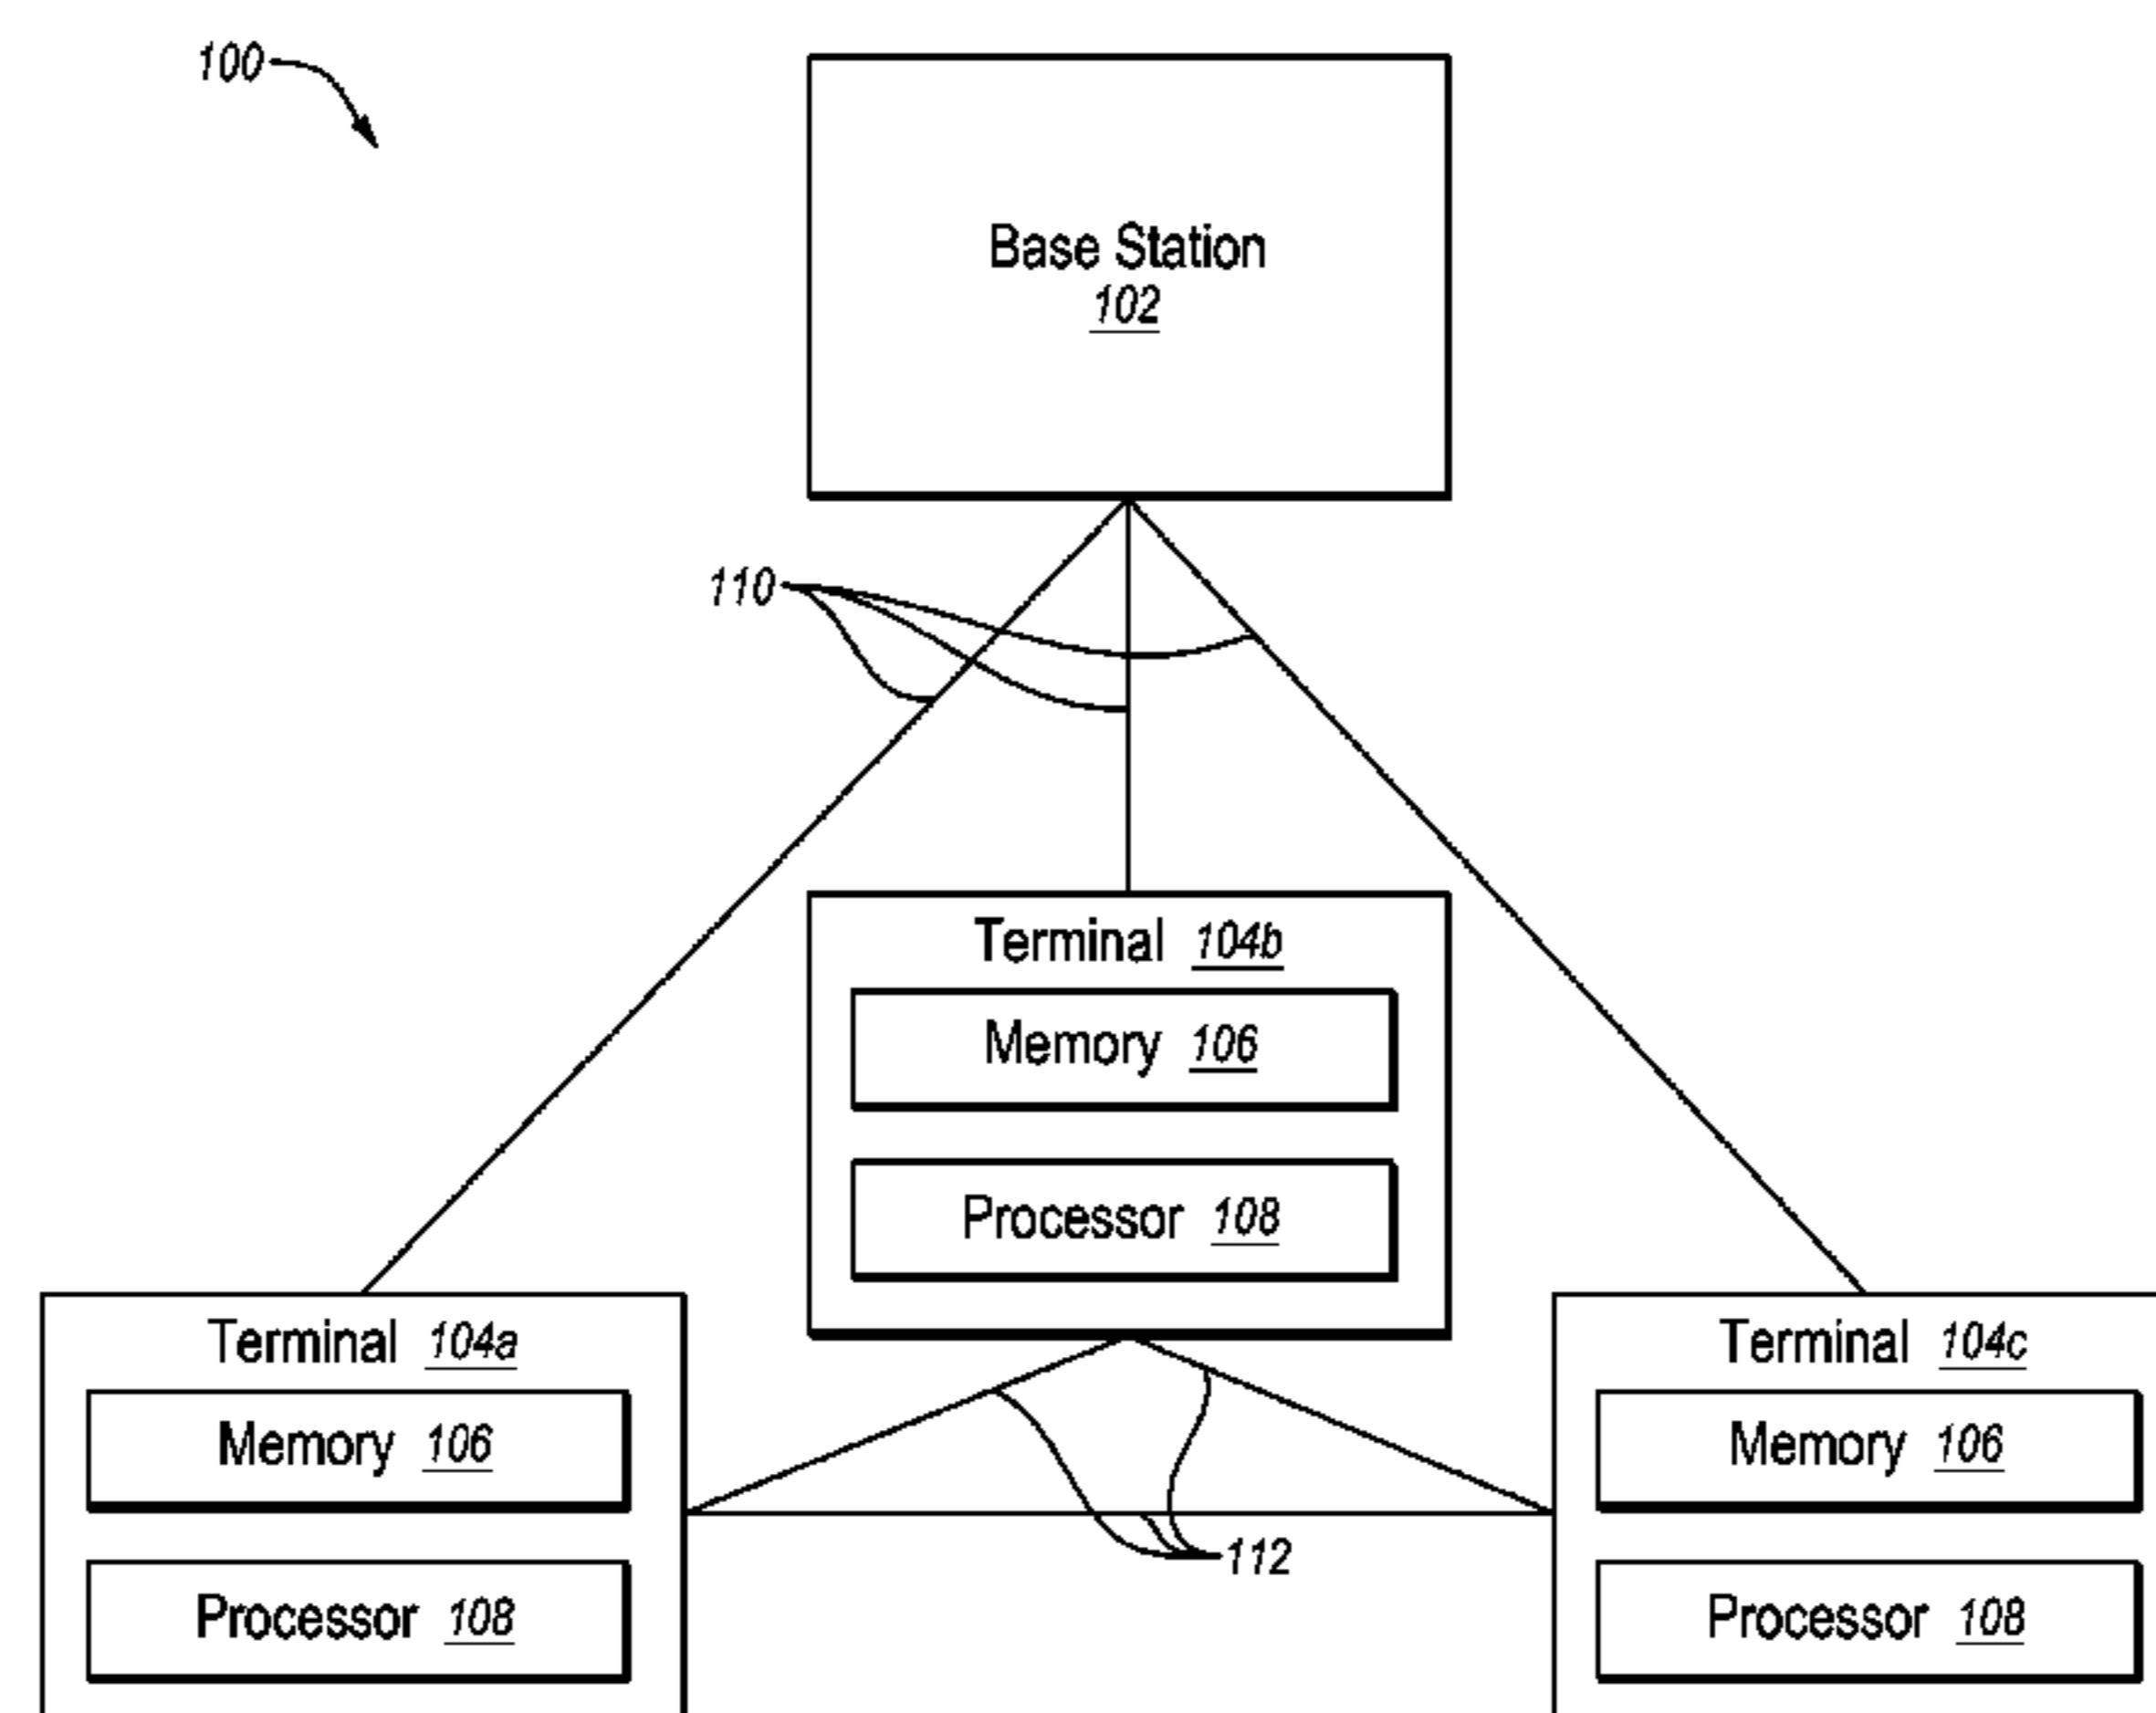 100
Base Station
102
110
Terminal 104b
Memory 106
Processor 108
Terminal 104a
Memory 106
Processor 108
Terminal 104c
Memory 106
Processor 108
112